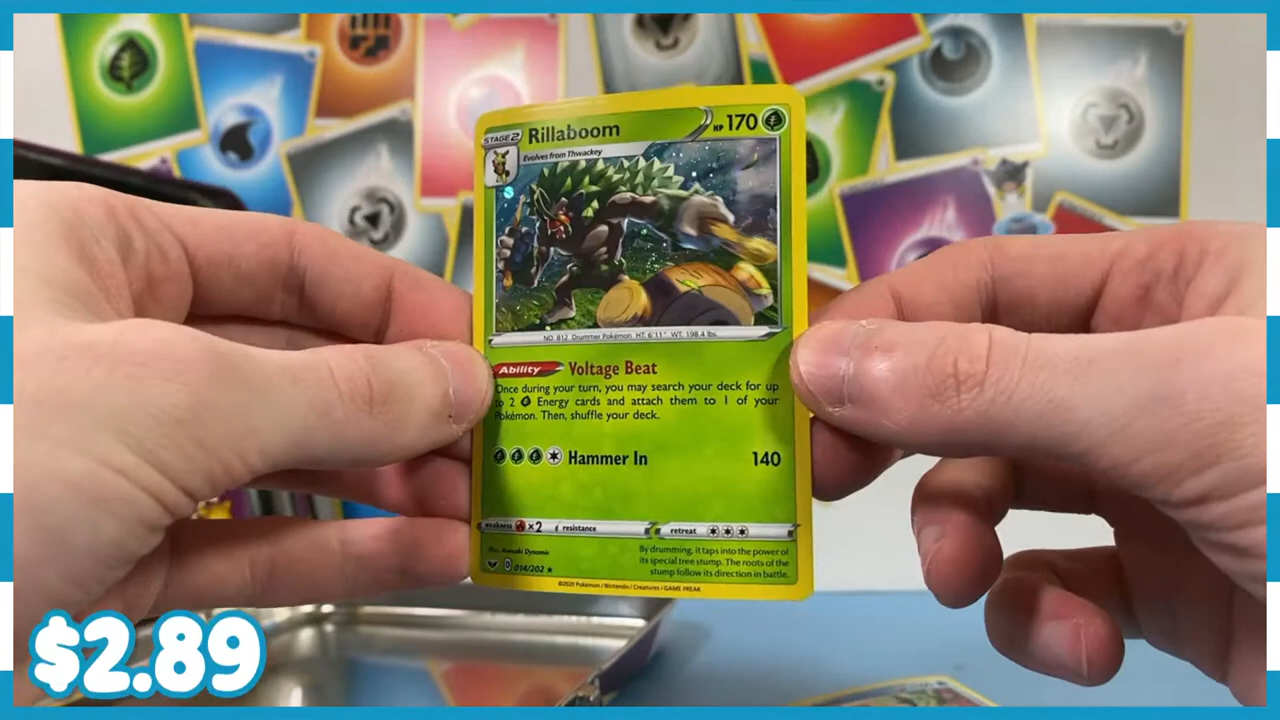 STAGE 2
Rillaboom
HP 170
Evolves from Thwackey
NO. 812 Drummer Pokémon HT: 6'11" WT: 198.4 lbs.
Ability Voltage Beat
Once during your turn, you may search your deck for up
to 2 Energy cards and attach them to 1 of your
Pokémon. Then, shuffle your deck.
Hammer In 140
weakness ×2 resistance retreat
Illus. Anesaki Dynamic
By drumming, it taps into the power of
its special tree stump. The roots of the
stump follow its direction in battle.
D 014/202 ★
©2020 Pokémon / Nintendo / Creatures / GAME FREAK
$2.89